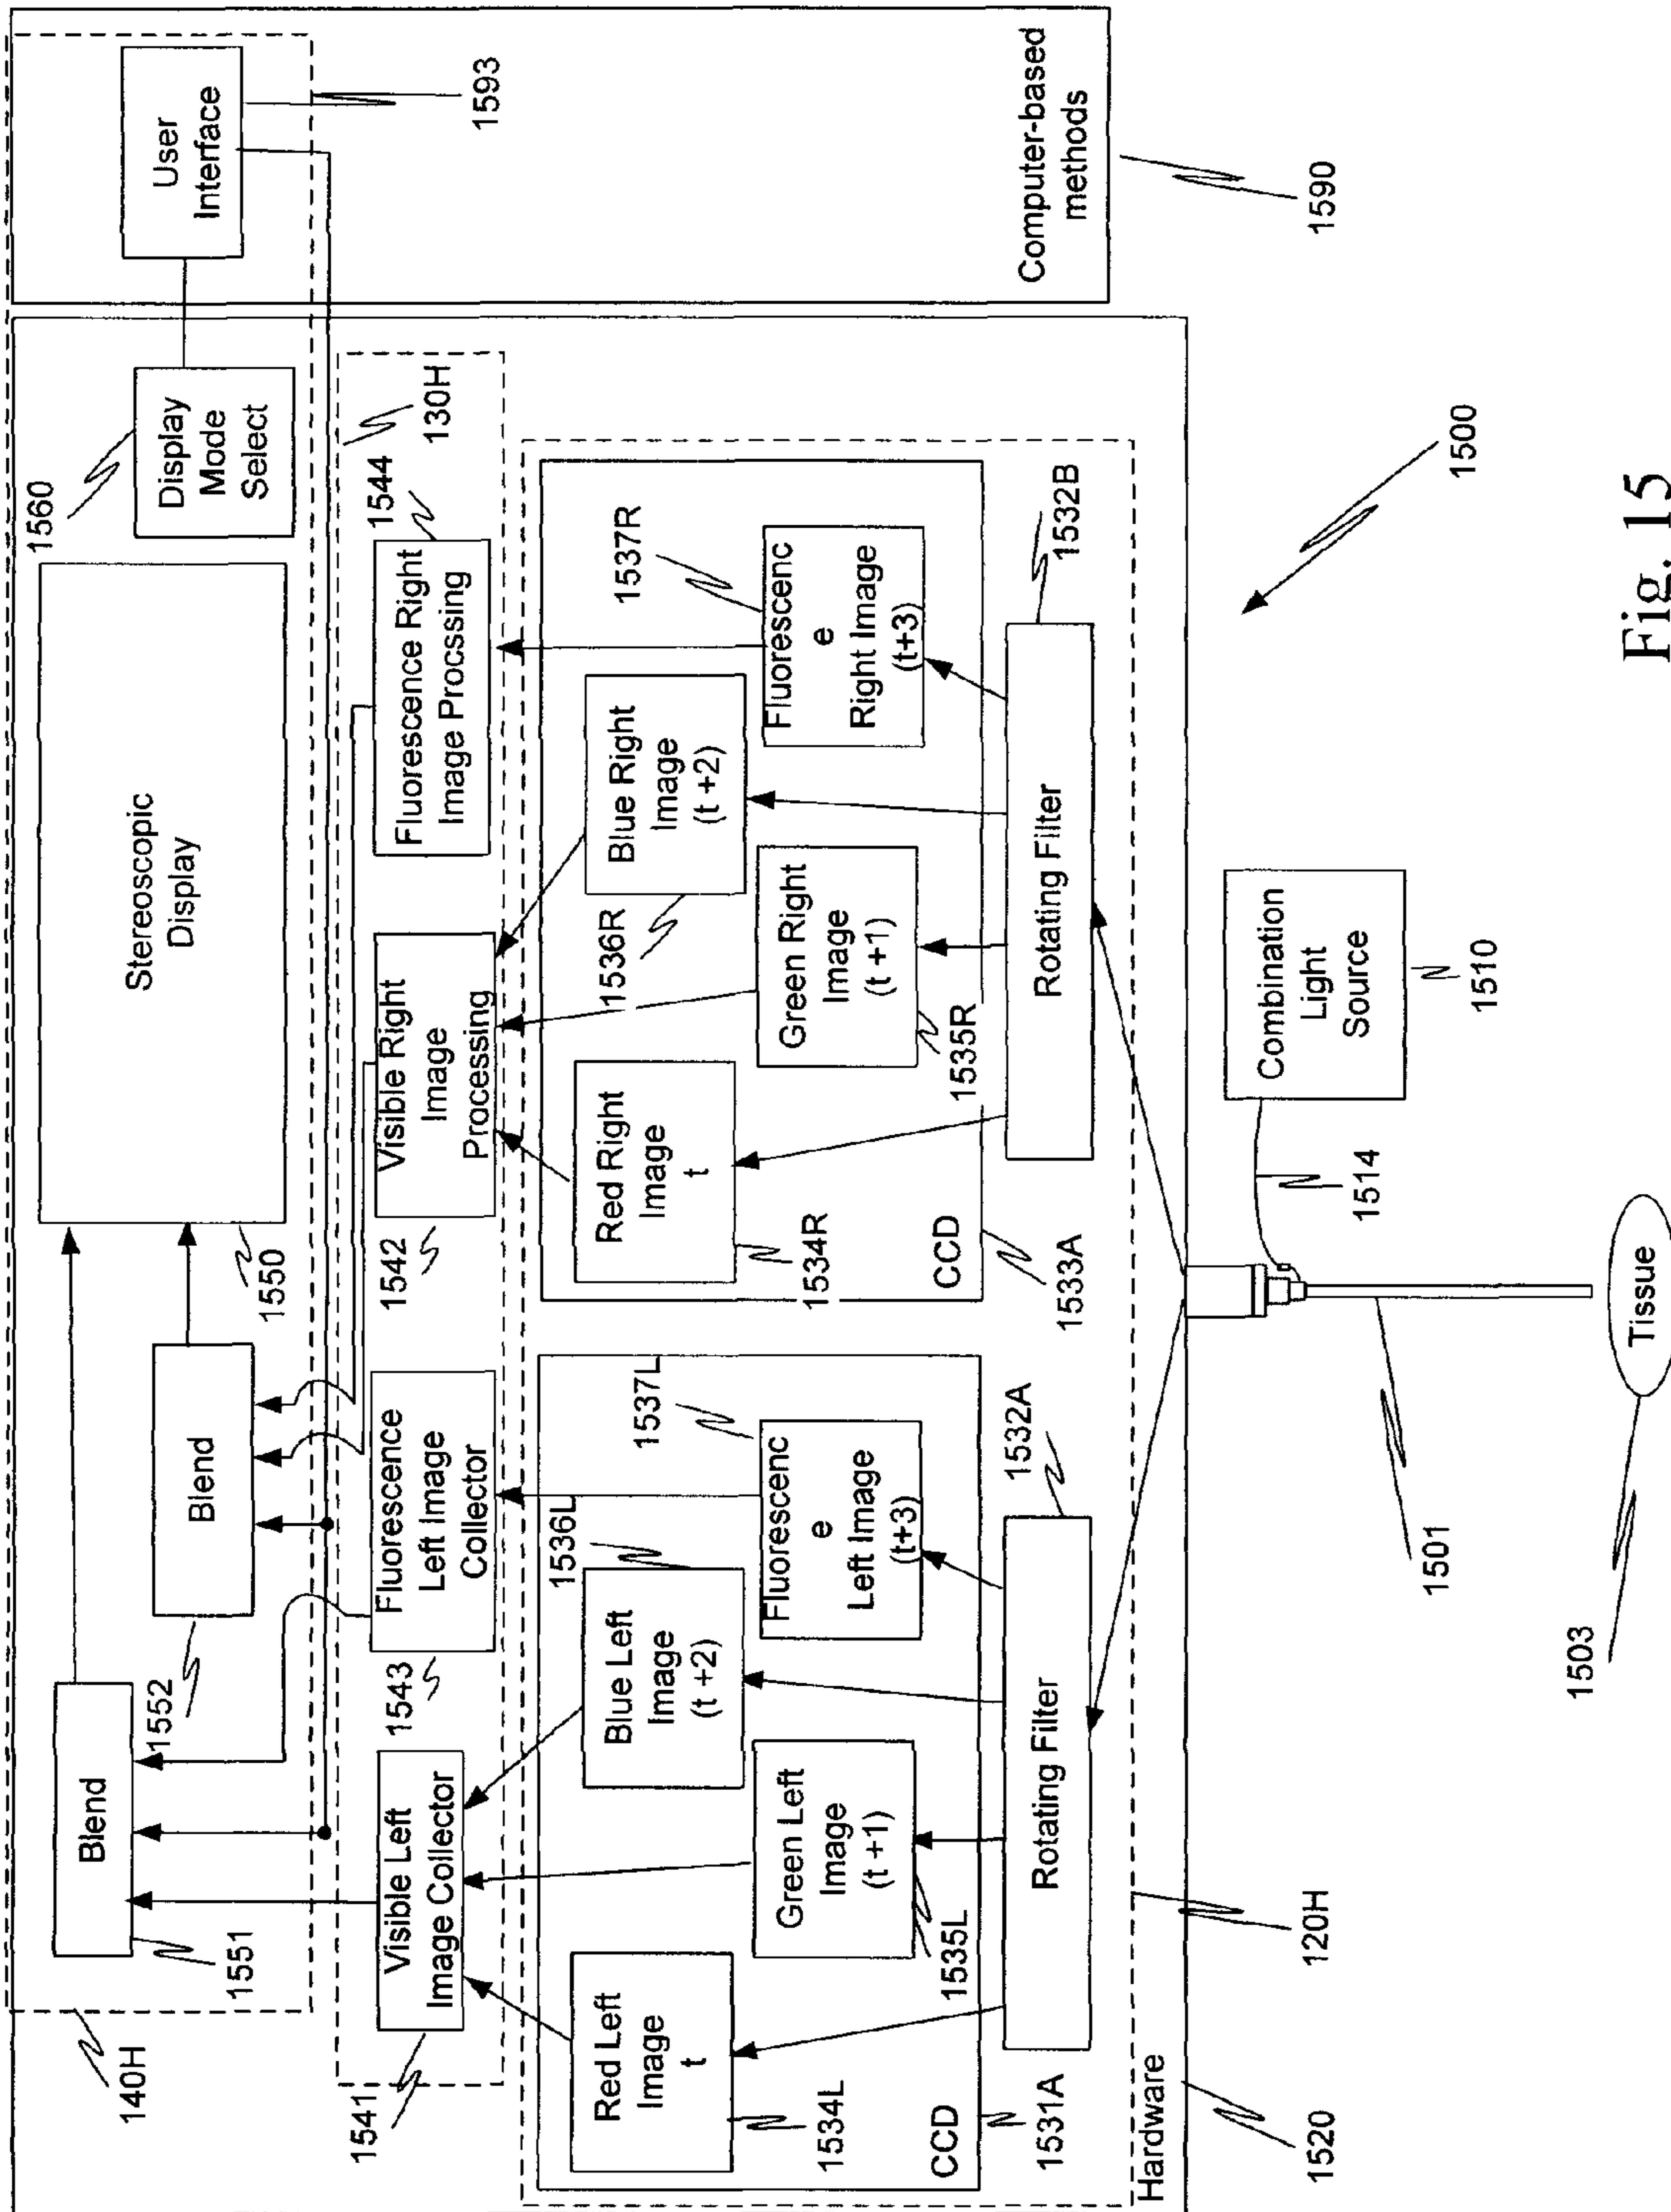 Stereoscopic
Display
1560
Display
Mode
Select
User
Interface
1593
140H
Blend
1551
Blend
1552
1550
1541
Visible Left
Image Collector
1543
Fluorescence
Left Image
Collector
1542
Visible Right
Image
Processing
Fluorescence Right
Image Procssing
1544
130H
Red Left
Image
t
1534L
Green Left
Image
(t +1)
1535L
Blue Left
Image
(t +2)
1536L
Fluorescenc
e
Left Image
(t+3)
1537L
CCD
1531A
Rotating Filter
1532A
Red Right
Image
t
1534R
Green Right
Image
(t +1)
1535R
Blue Right
Image
(t +2)
1536R
Fluorescenc
e
Right Image
(t+3)
1537R
CCD
1533A
Rotating Filter
1532B
Computer-based
methods
1590
Hardware
1520
120H
Combination
Light
Source
1510
1514
1501
Tissue
1503
1500
Fig. 15